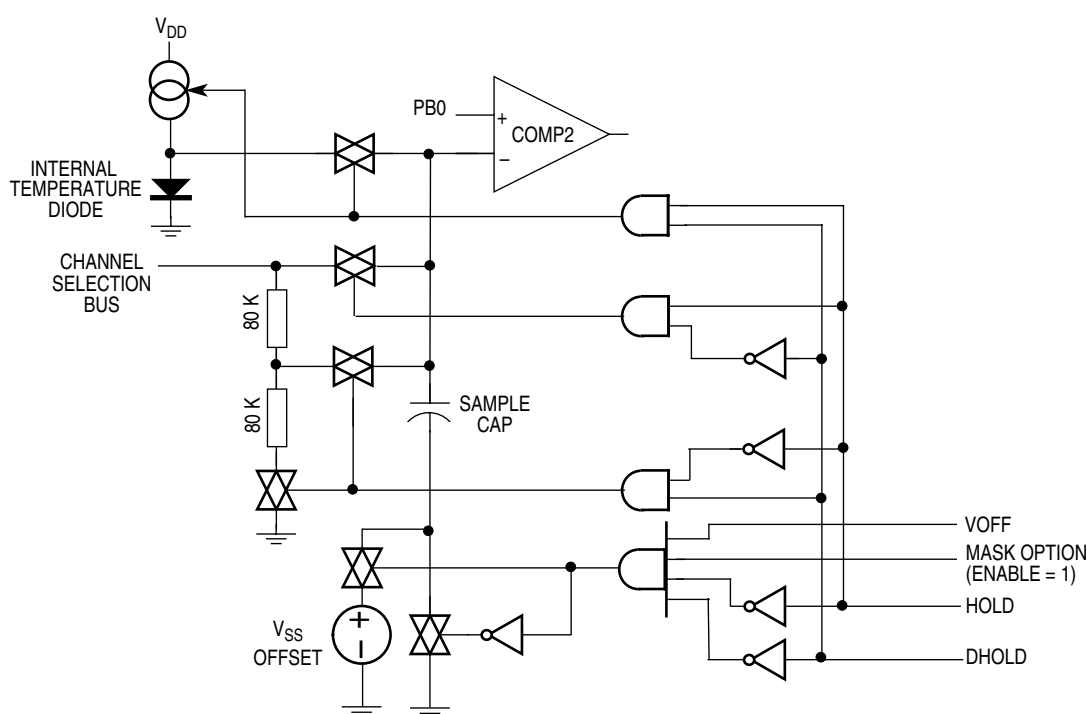 VDD
PB0
+
COMP2
−
INTERNAL
TEMPERATURE
DIODE
CHANNEL
SELECTION
BUS
80 K
80 K
SAMPLE
CAP
VOFF
MASK OPTION
(ENABLE = 1)
HOLD
VSS
OFFSET
+
–
DHOLD